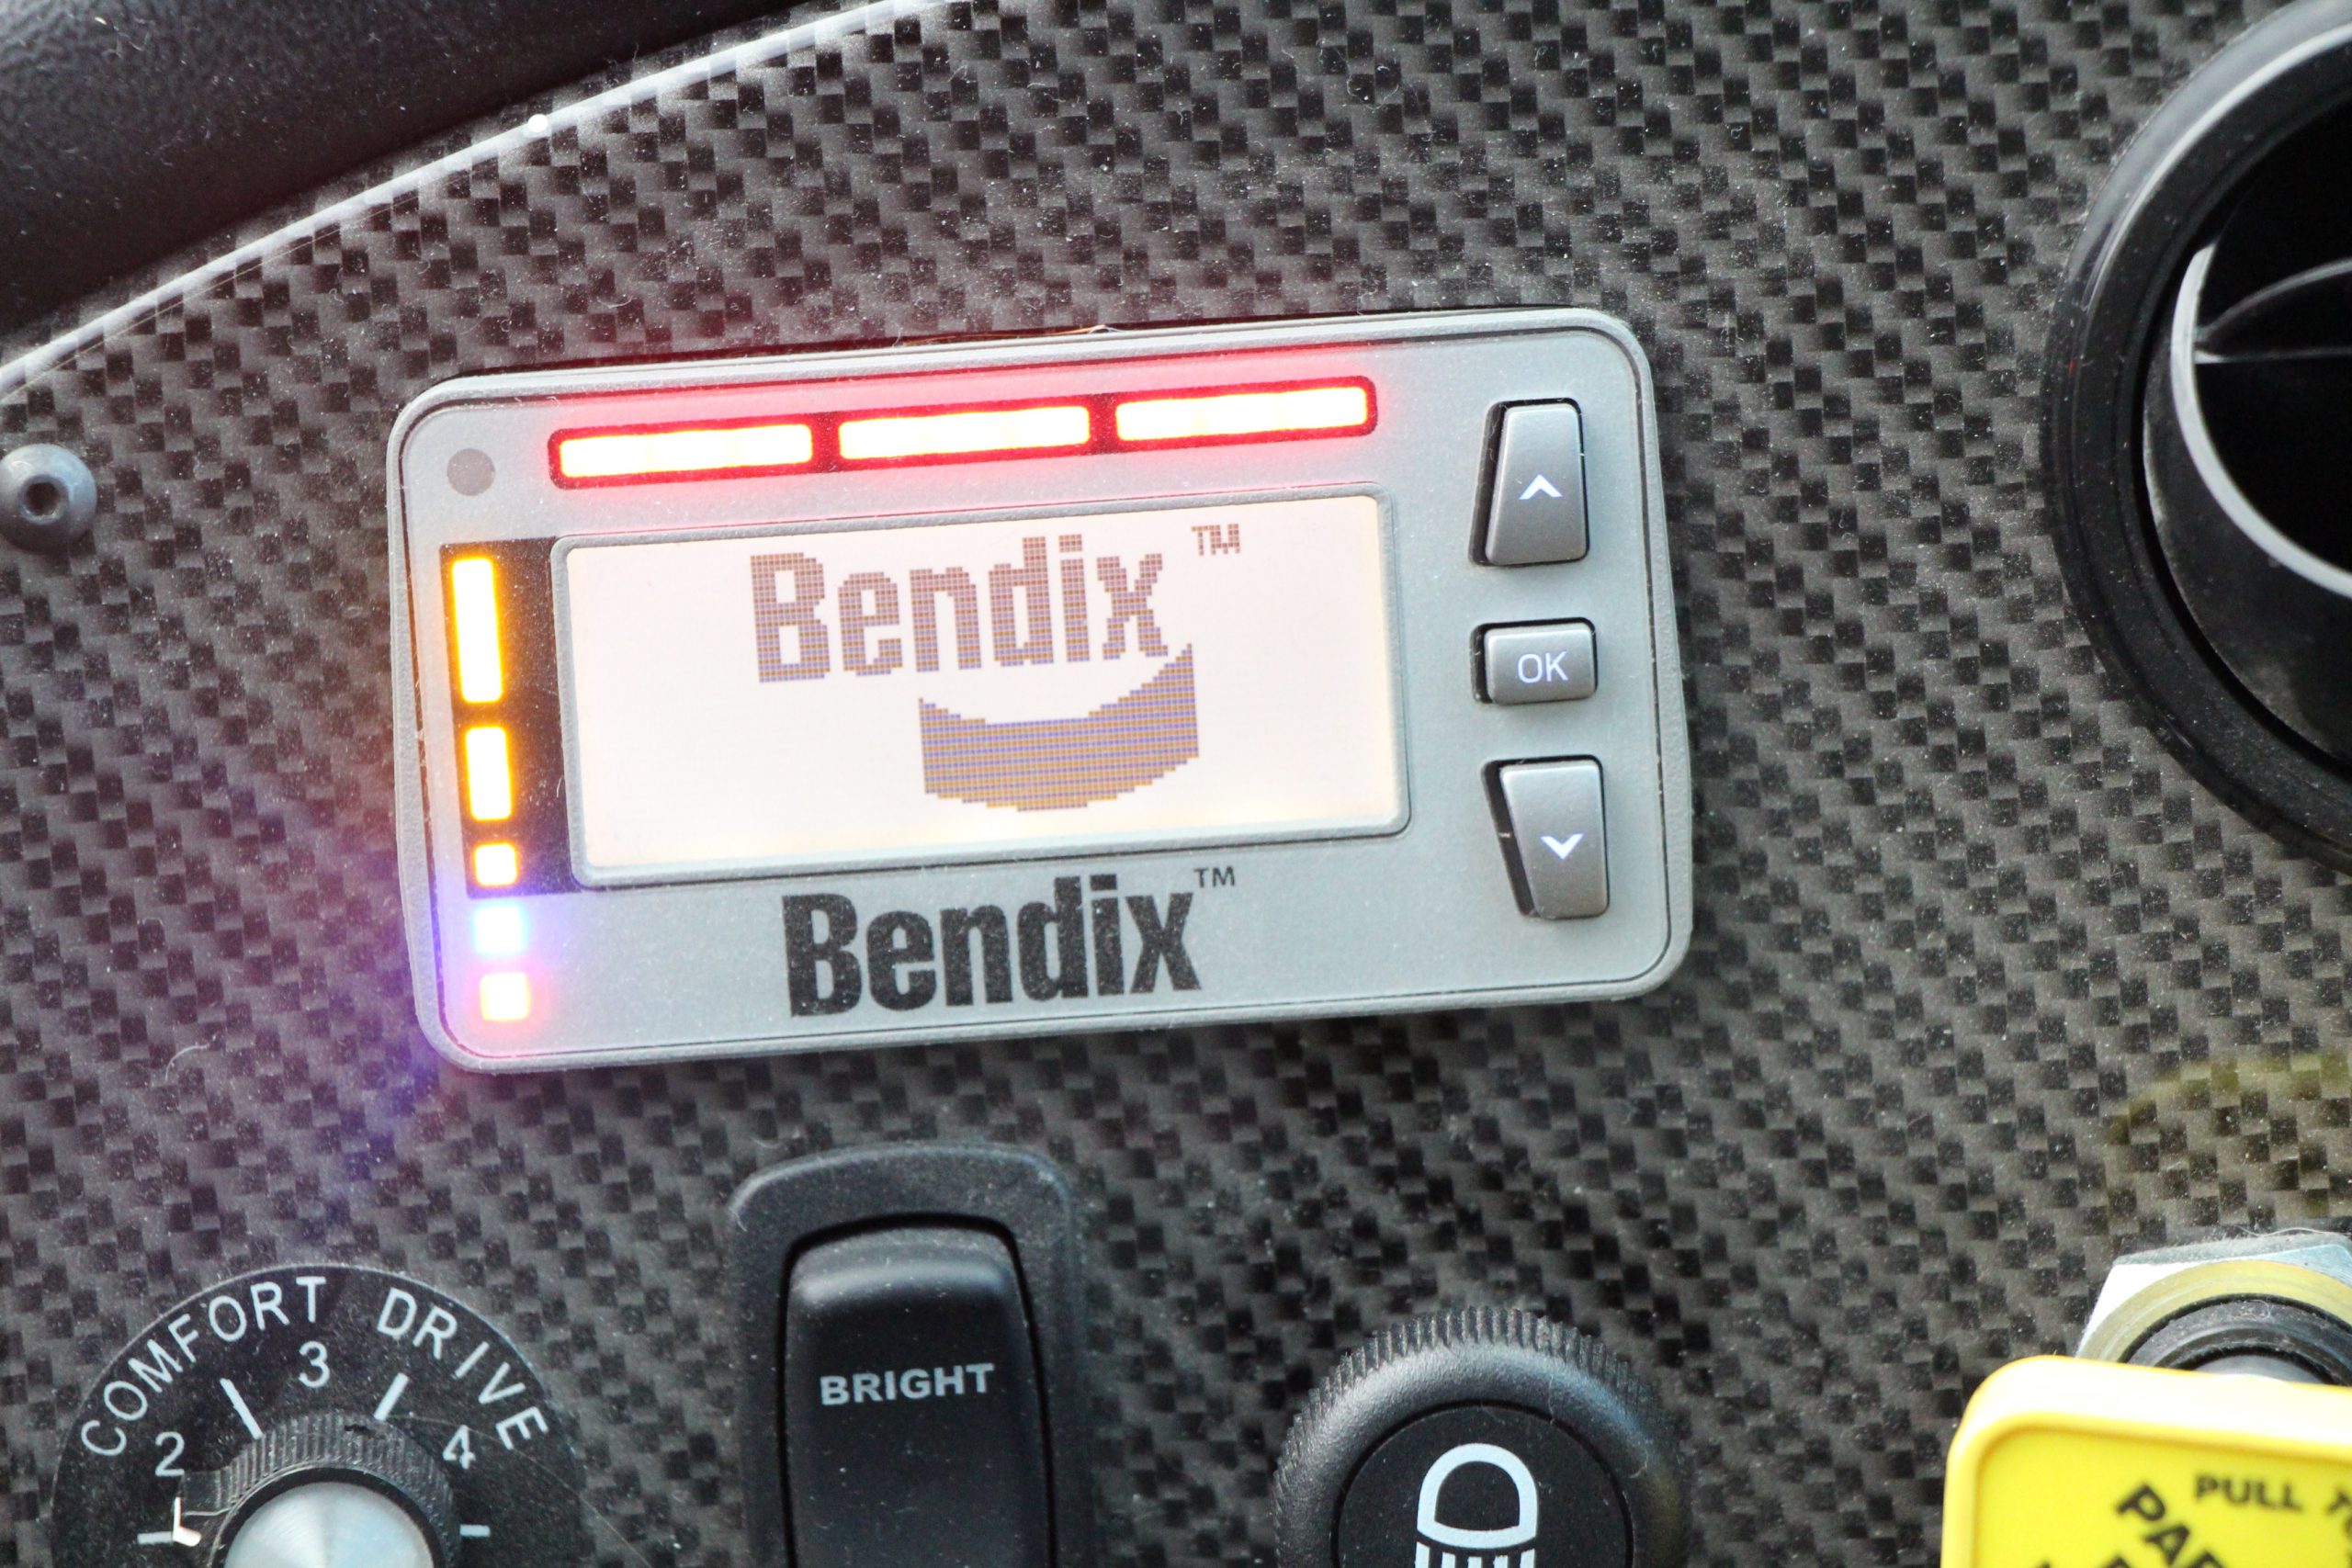 Bendix™
OK
Bendix™
COMFORT DRIVE
3
2
4
BRIGHT
PULL